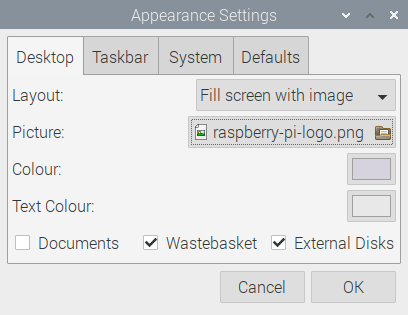 Appearance Settings
Desktop Taskbar System Defaults
Layout: Fill screen with image
Picture: raspberry-pi-logo.png
Colour:
Text Colour:
Documents Wastebasket External Disks
Cancel OK